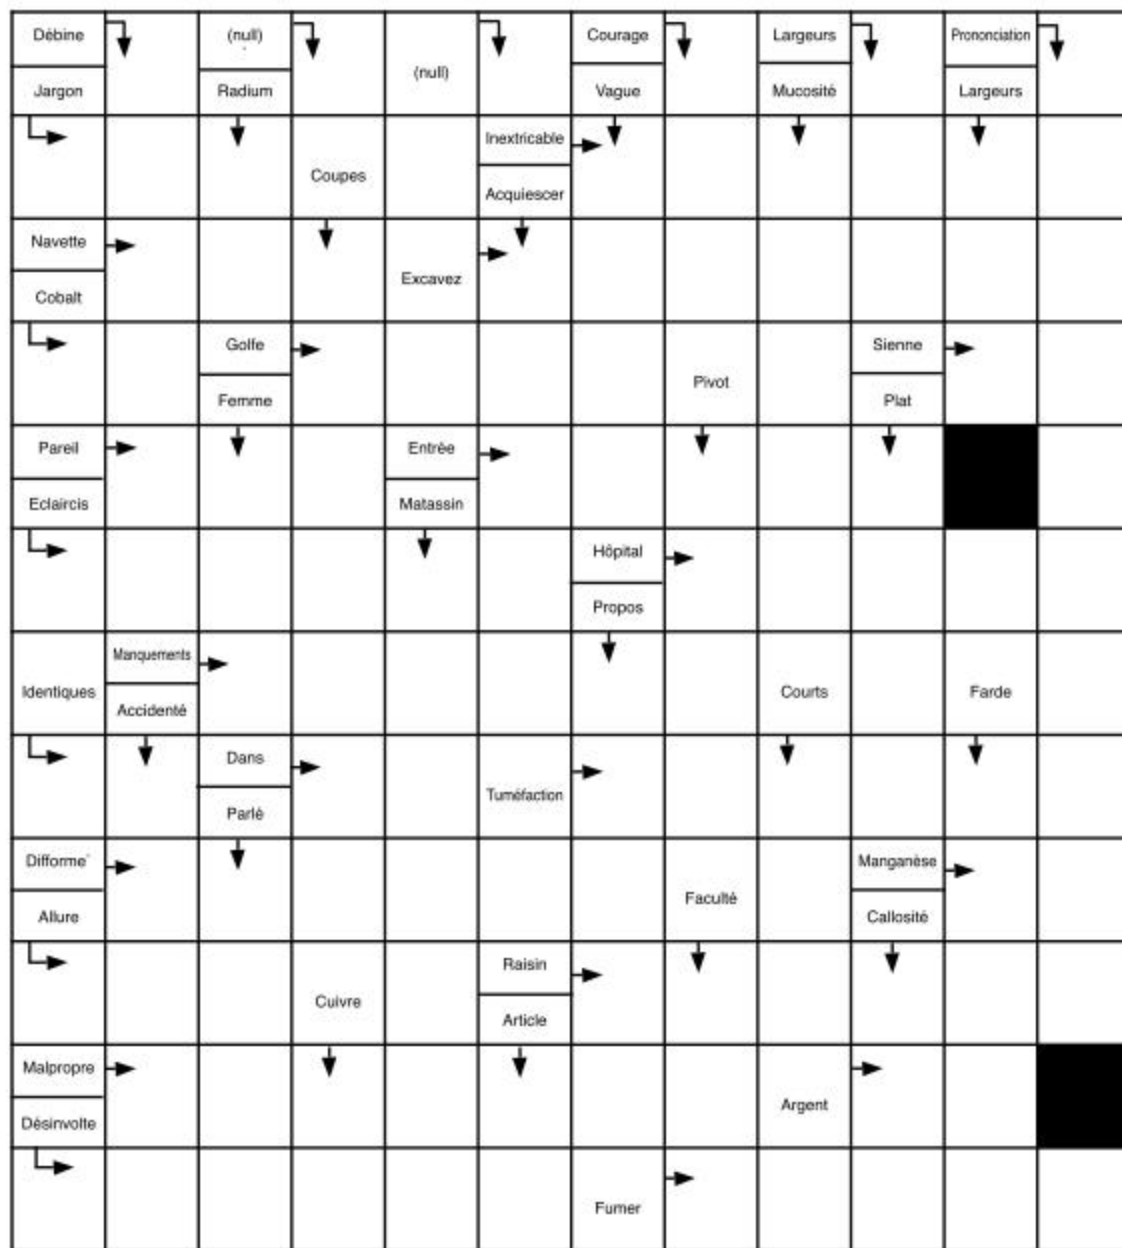 Débine
(null)
(null)
Courage
Largeurs
Prononciation
Jargon
Radium
Vague
Mucosité
Largeurs
Coupes
Inextricable
Acquiescer
Navette
Cobalt
Excavez
Golfe
Femme
Pivot
Sienne
Plat
Pareil
Eclaircis
Entrée
Matassin
Hôpital
Propos
Identiques
Manquements
Accidenté
Courts
Farde
Dans
Parlé
Tuméfaction
Difforme
Allure
Faculté
Manganèse
Callosité
Cuivre
Raisin
Article
Malpropre
Désinvolte
Argent
Fumer